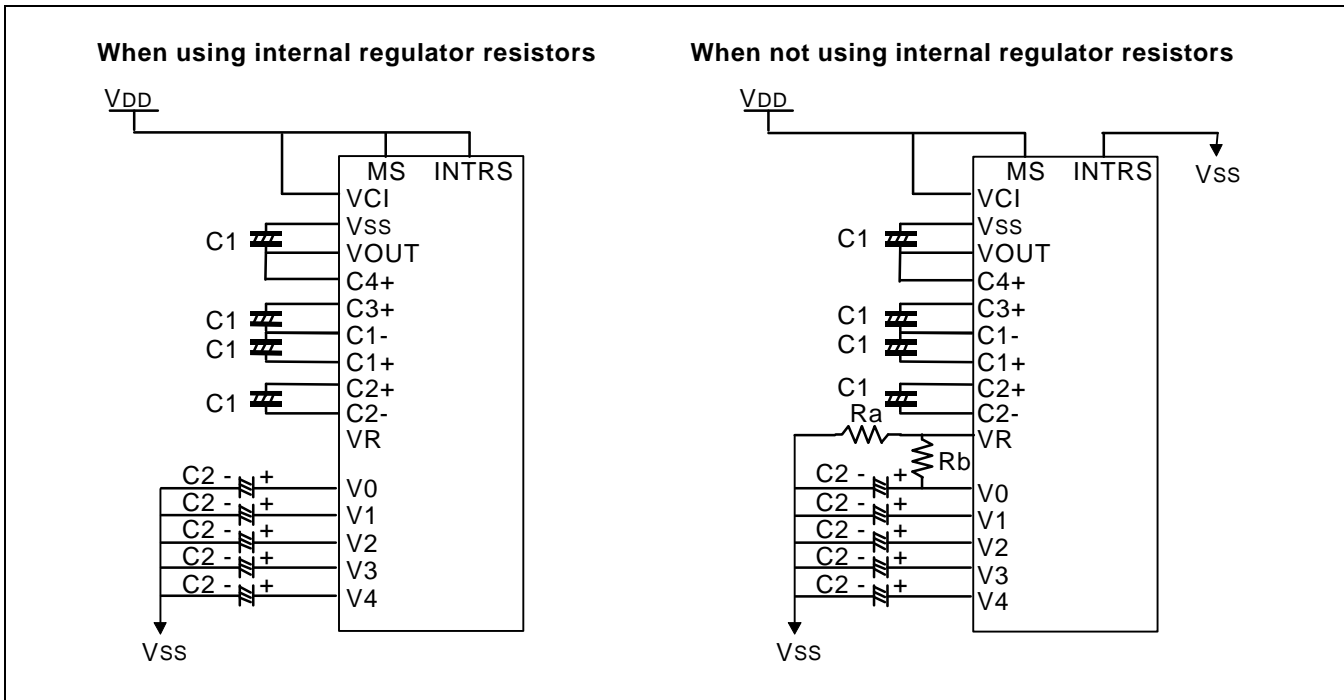 When using internal regulator resistors
VDD
MS INTRS
VCI
VSS
C1
VOUT
C4+
C3+
C1
C1-
C1
C1+
C2+
C1
C2-
VR
C2 - +
V0
C2 - +
V1
C2 - +
V2
C2 - +
V3
C2 - +
V4
VSS
When not using internal regulator resistors
VDD
MS INTRS
VSS
VCI
VSS
C1
VOUT
C4+
C3+
C1
C1-
C1
C1+
C1
C2+
C2-
Ra
VR
Rb
C2 - +
V0
C2 - +
V1
C2 - +
V2
C2 - +
V3
C2 - +
V4
VSS